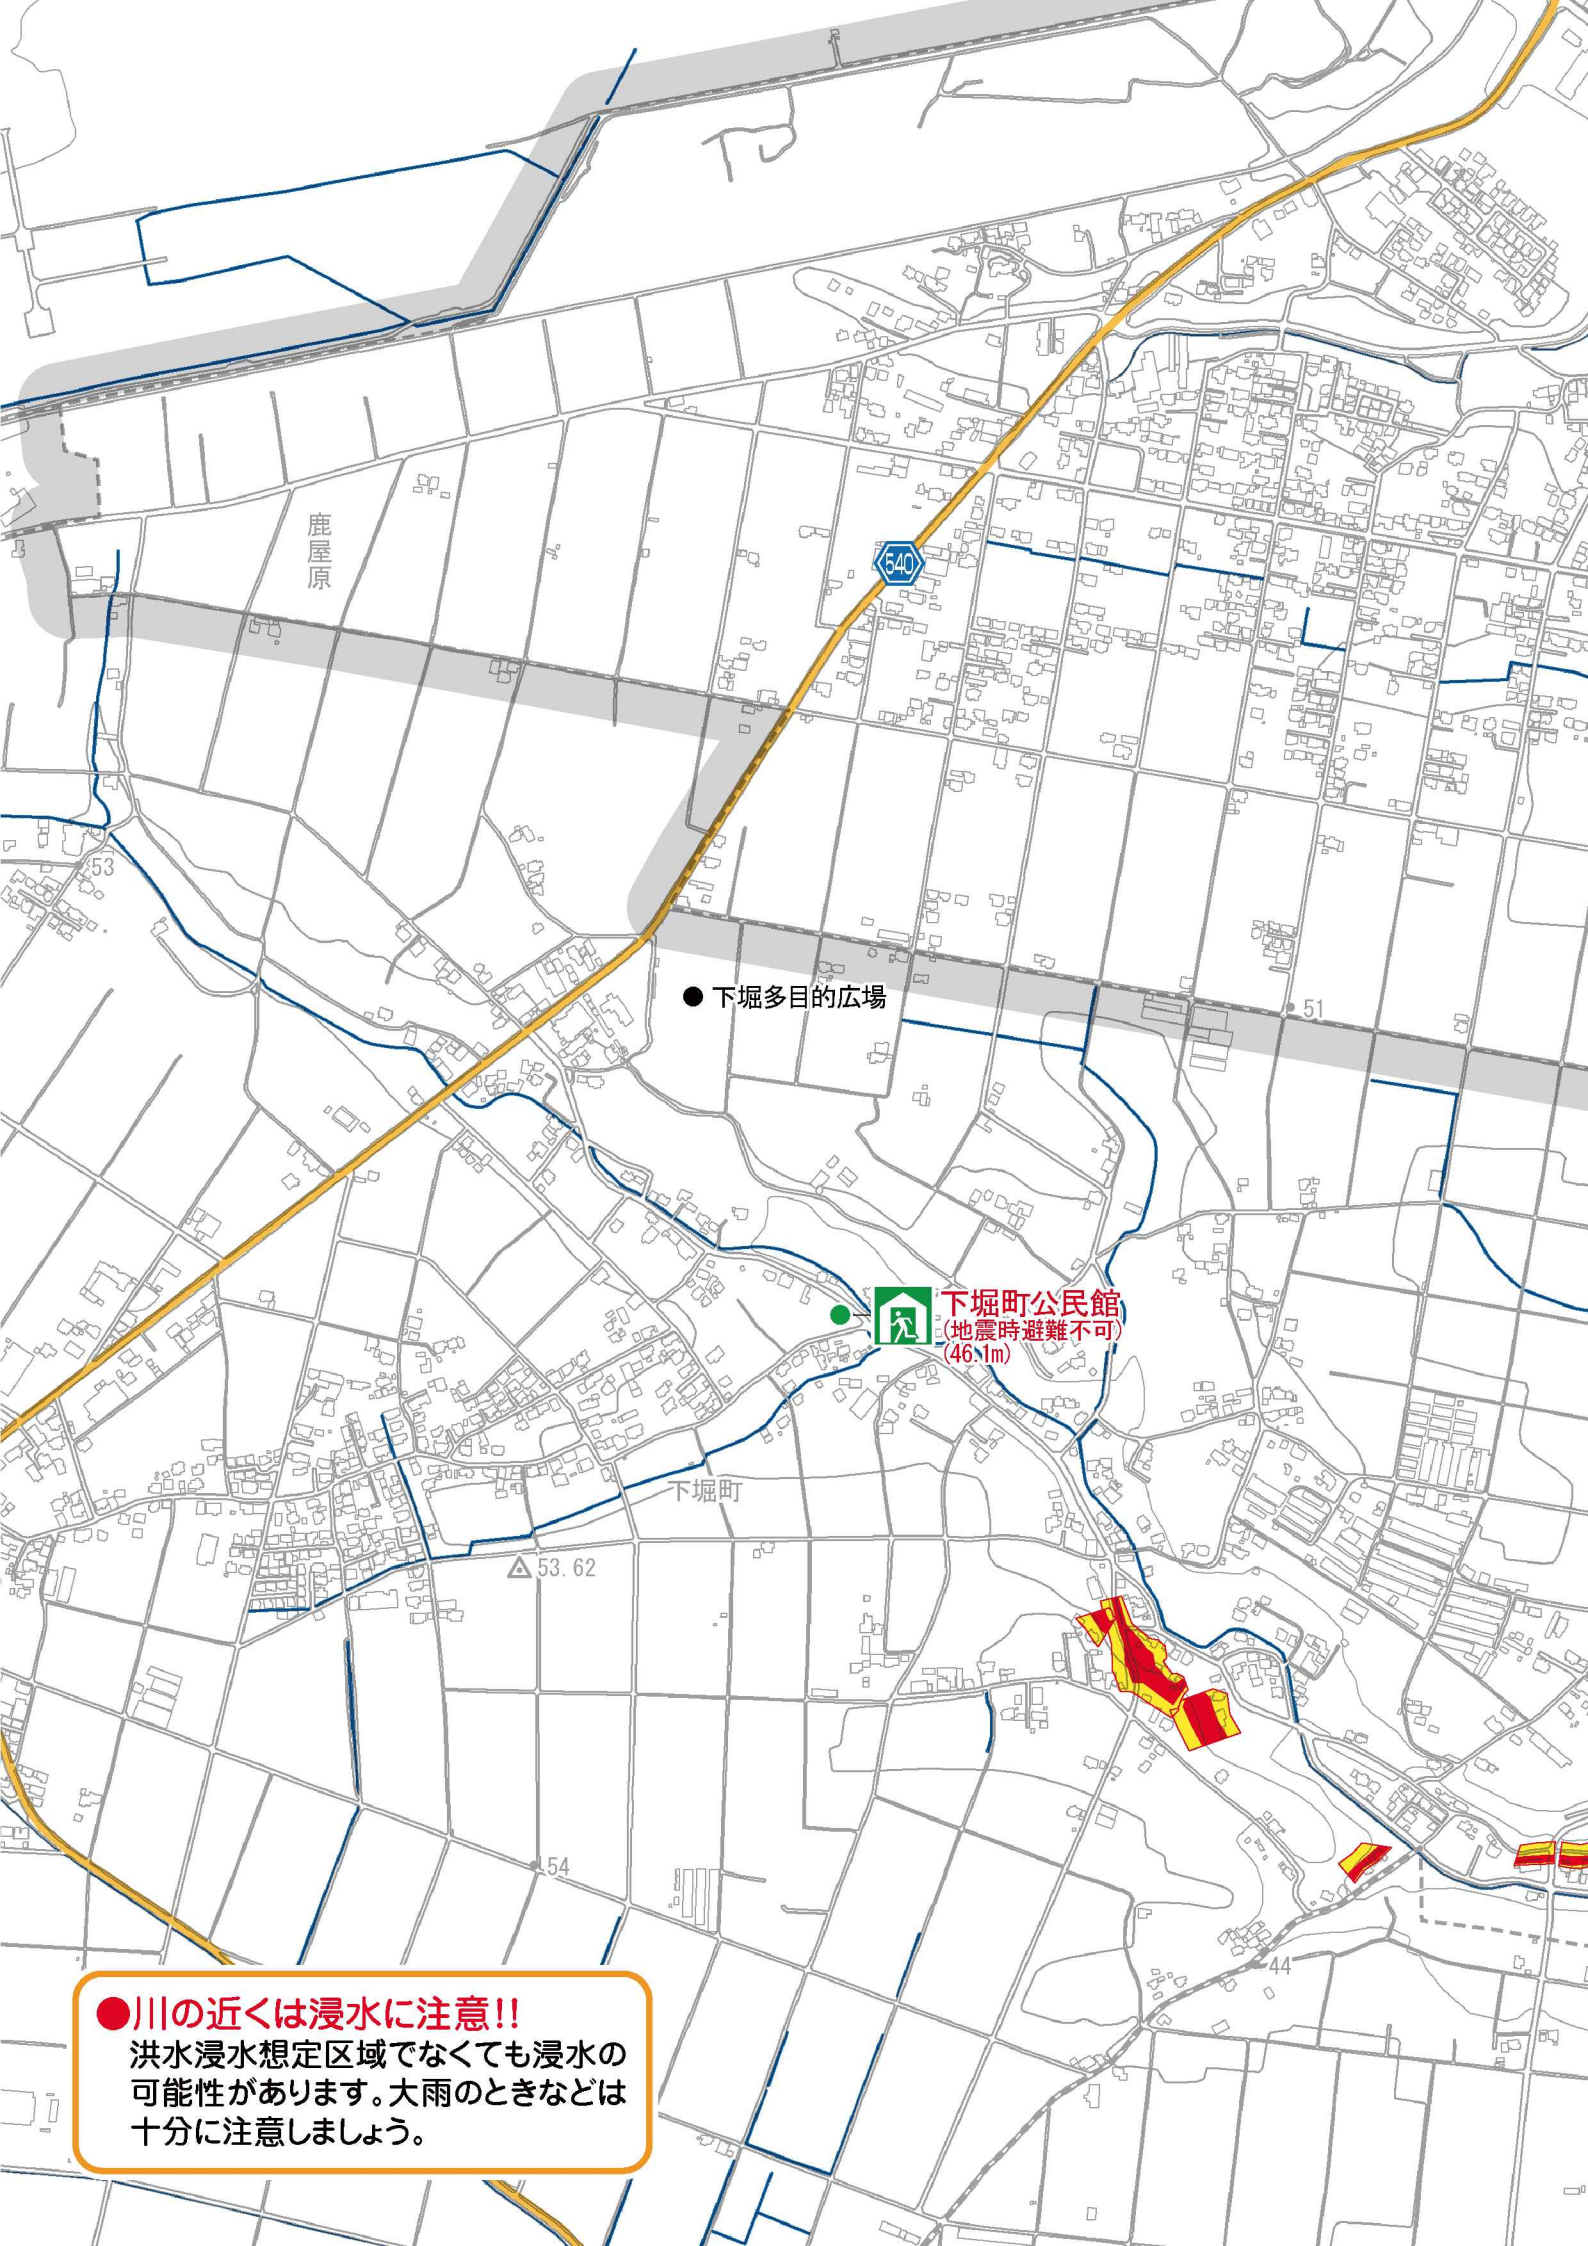 鹿屋原
540
53
下堀多目的広場
51
下堀町公民館
(地震時避難不可)
(46.1m)
下堀町
53.62
54
44
●川の近くは浸水に注意!!
洪水浸水想定区域でなくても浸水の
可能性があります。大雨のときなどは
十分に注意しましょう。